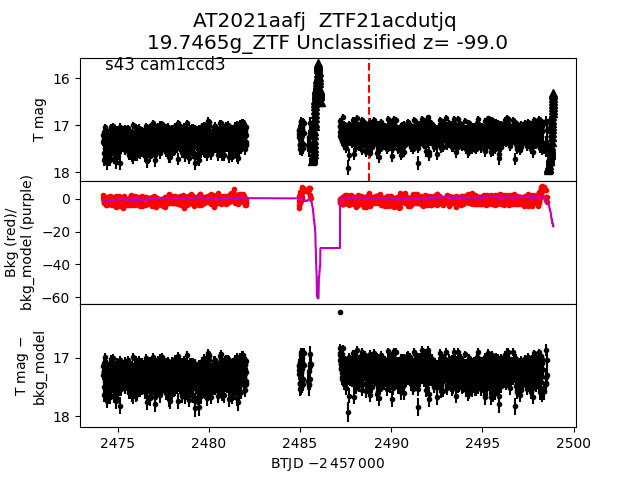 AT2021aafj  ZTF21acdutjq
19.7465g_ZTF Unclassified z= -99.0
s43 cam1ccd3
16
17
18
T mag
0
−20
−40
−60
Bkg (red)/
bkg_model (purple)
17
18
T mag −
bkg_model
2475
2480
2485
2490
2495
2500
BTJD −2 457 000